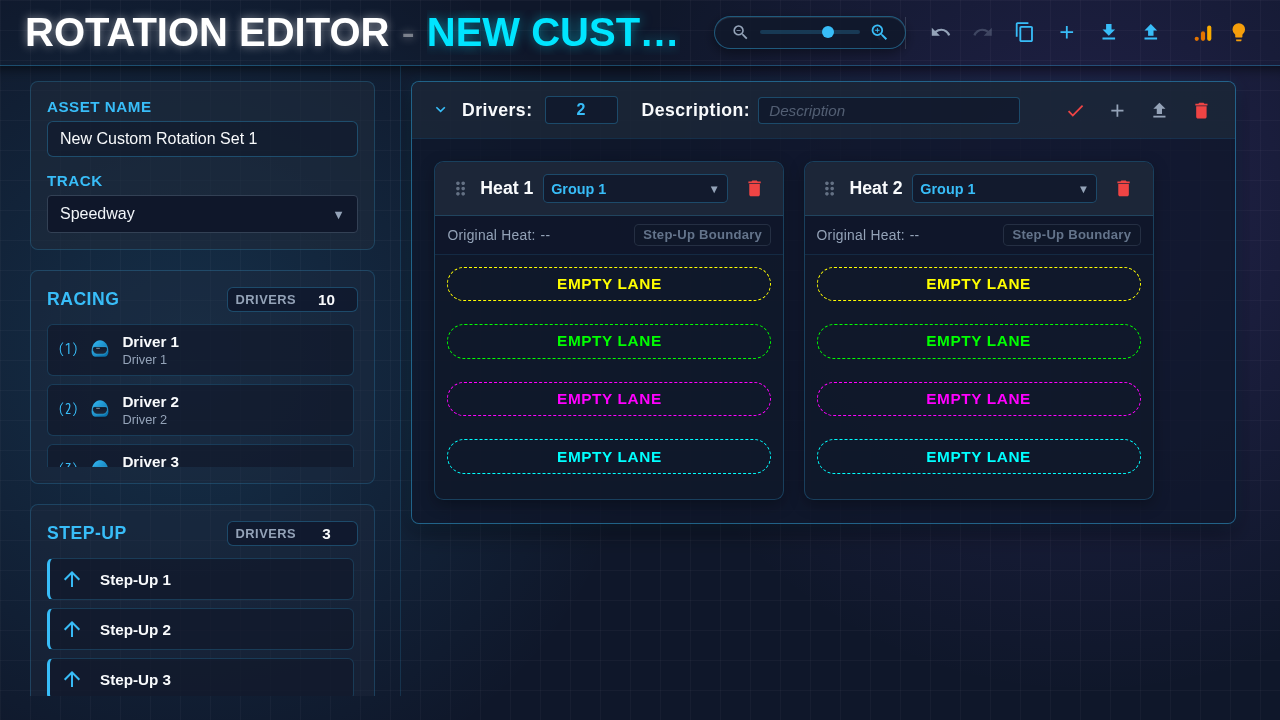 ROTATION EDITOR - NEW CUST...
ASSET NAME
New Custom Rotation Set 1
TRACK
Speedway
RACING
DRIVERS 10
(1) Driver 1
Driver 1
(2) Driver 2
Driver 2
(3) Driver 3
STEP-UP
DRIVERS 3
Step-Up 1
Step-Up 2
Step-Up 3
Drivers: 2 Description: Description
Heat 1 Group 1
Original Heat: -- Step-Up Boundary
EMPTY LANE
EMPTY LANE
EMPTY LANE
EMPTY LANE
Heat 2 Group 1
Original Heat: -- Step-Up Boundary
EMPTY LANE
EMPTY LANE
EMPTY LANE
EMPTY LANE